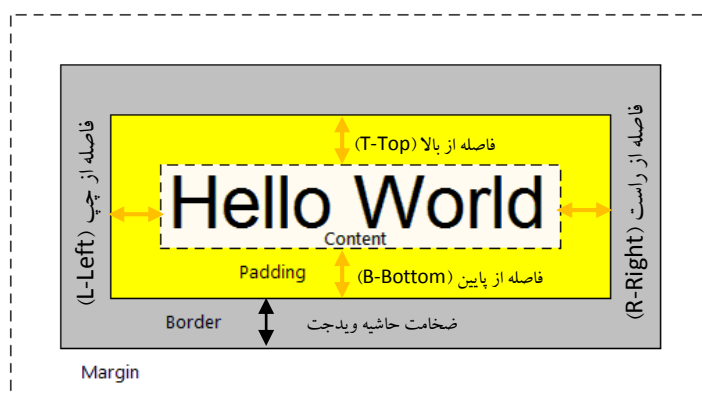 فاصله از بالا (T-Top)
فاصله از چپ (L-Left)
فاصله از راست (R-Right)
Hello World
Content
Padding
فاصله از پایین (B-Bottom)
Border
ضخامت حاشیه ویدجت
Margin